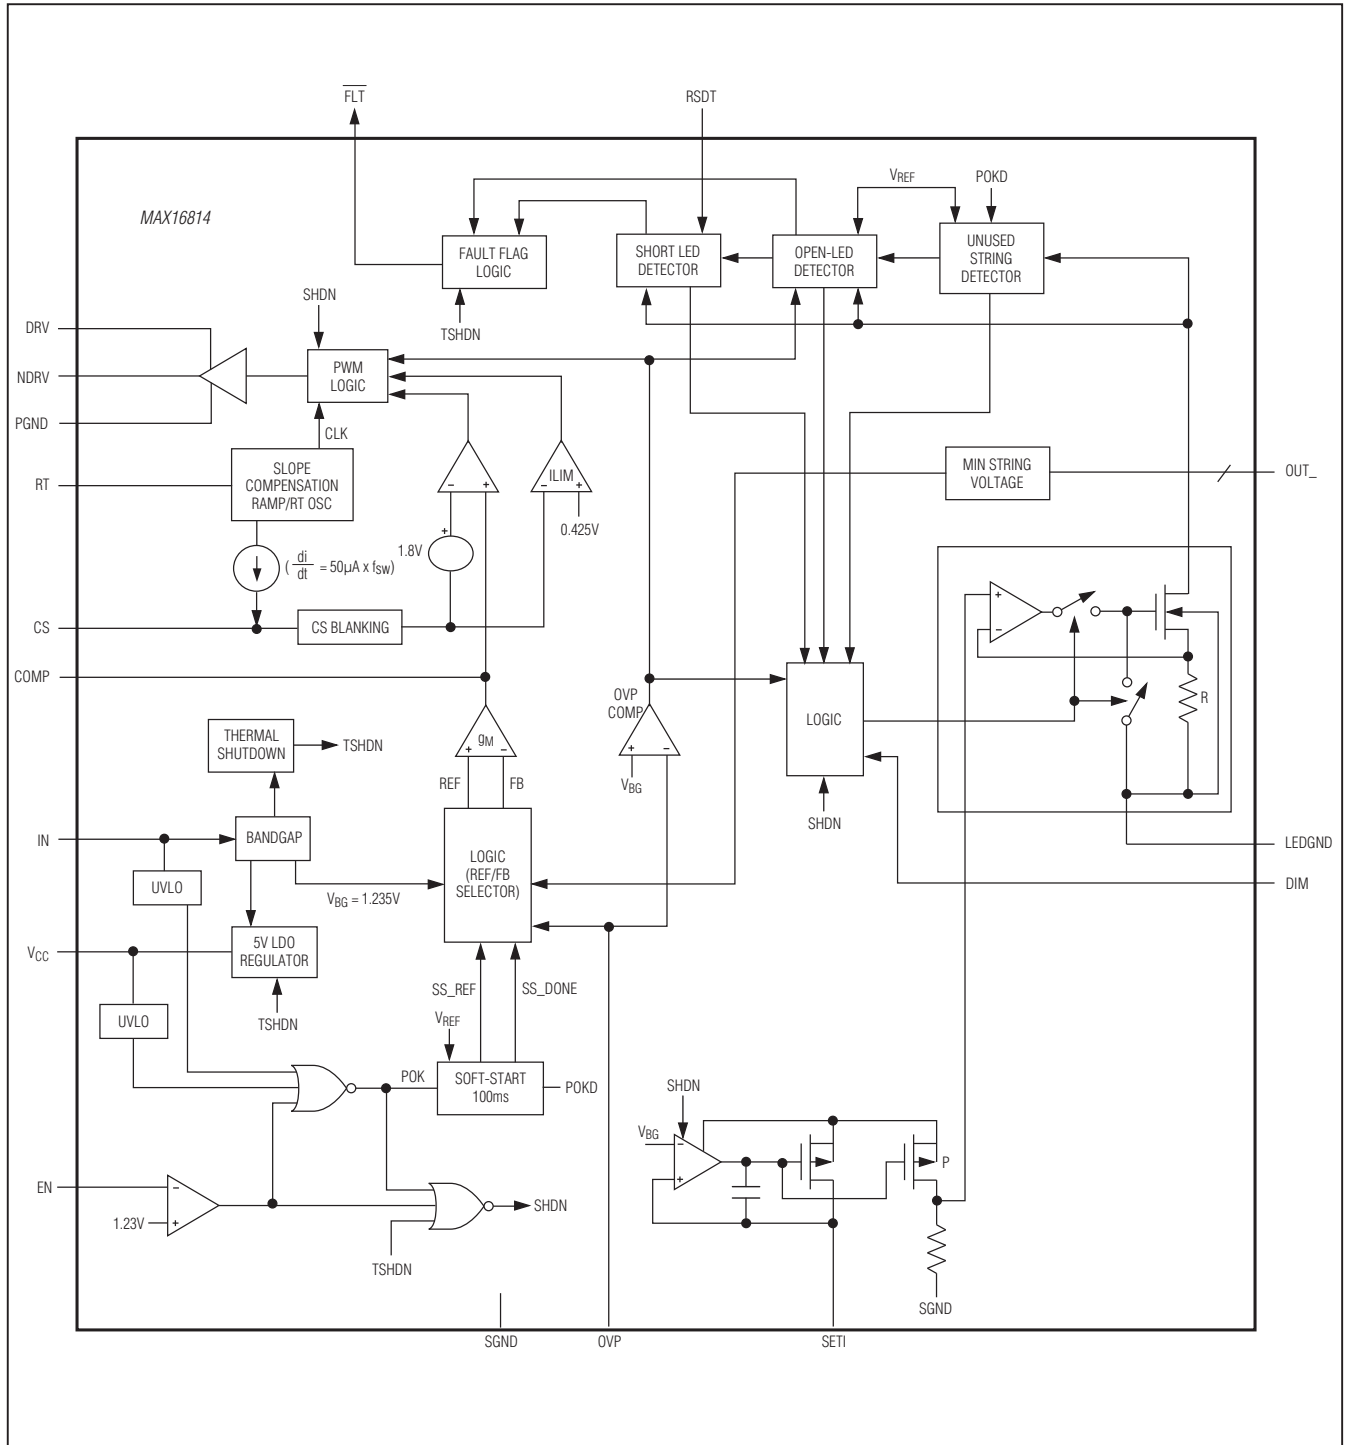 FLT
RSDT
MAX16814
VREF
POKD
FAULT FLAG
LOGIC
SHORT LED
DETECTOR
OPEN-LED
DETECTOR
UNUSED
STRING
DETECTOR
SHDN
TSHDN
DRV
NDRV
PGND
PWM
LOGIC
CLK
RT
SLOPE
COMPENSATION
RAMP/RT OSC
- +
ILIM
- +
0.425V
MIN STRING
VOLTAGE
OUT_
( di/dt = 50µA x fSW)
+
1.8V
CS
CS BLANKING
COMP
+
-
R
OVP
COMP
LOGIC
THERMAL
SHUTDOWN
TSHDN
gM
+ -
REF
FB
+ -
VBG
SHDN
IN
BANDGAP
UVLO
VBG = 1.235V
LOGIC
(REF/FB
SELECTOR)
LEDGND
DIM
VCC
5V LDO
REGULATOR
UVLO
TSHDN
SS_REF
SS_DONE
VREF
POK
SOFT-START
100ms
POKD
SHDN
VBG
-
+
P
EN
-
1.23V
+
SHDN
TSHDN
SGND
SGND
OVP
SETI